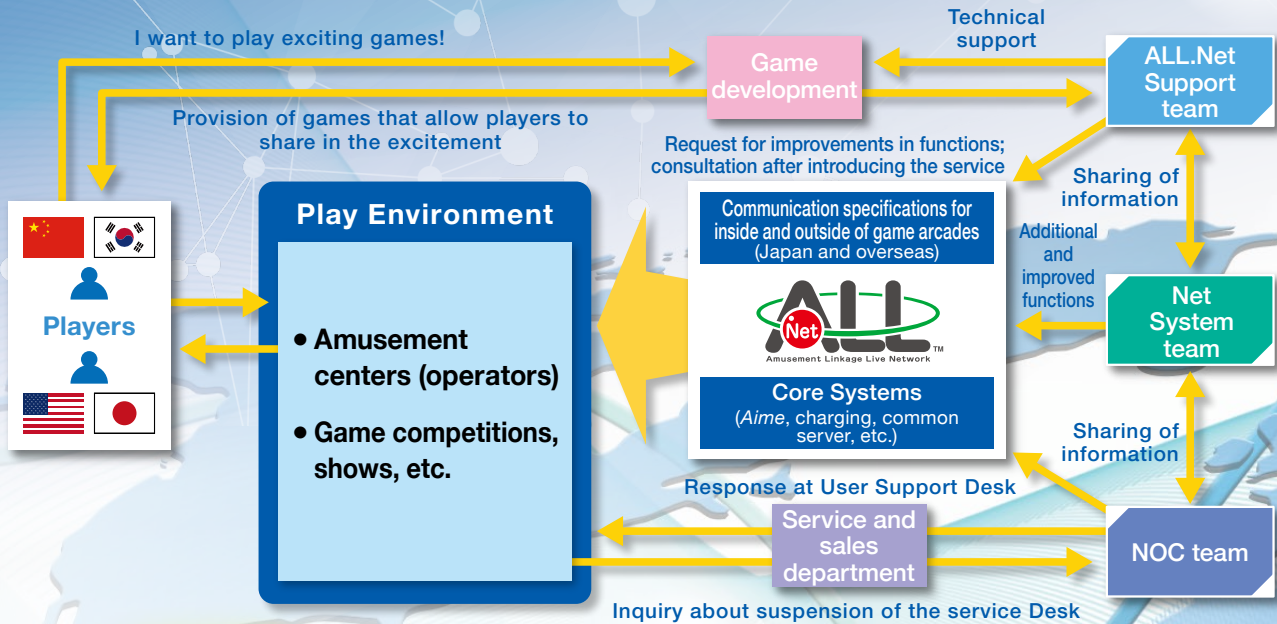 I want to play exciting games!
Technical
support
Game
development
ALL.Net
Support
team
Provision of games that allow players to
share in the excitement
Request for improvements in functions;
consultation after introducing the service
Sharing of
information
Play Environment
• Amusement
centers (operators)
• Game competitions,
shows, etc.
Players
Communication specifications for
inside and outside of game arcades
(Japan and overseas)
ALL
.Net
TM
Amusement Linkage Live Network
Core Systems
(Aime, charging, common
server, etc.)
Additional
and
improved
functions
Net
System
team
Sharing of
information
Response at User Support Desk
Service and
sales
department
NOC team
Inquiry about suspension of the service Desk